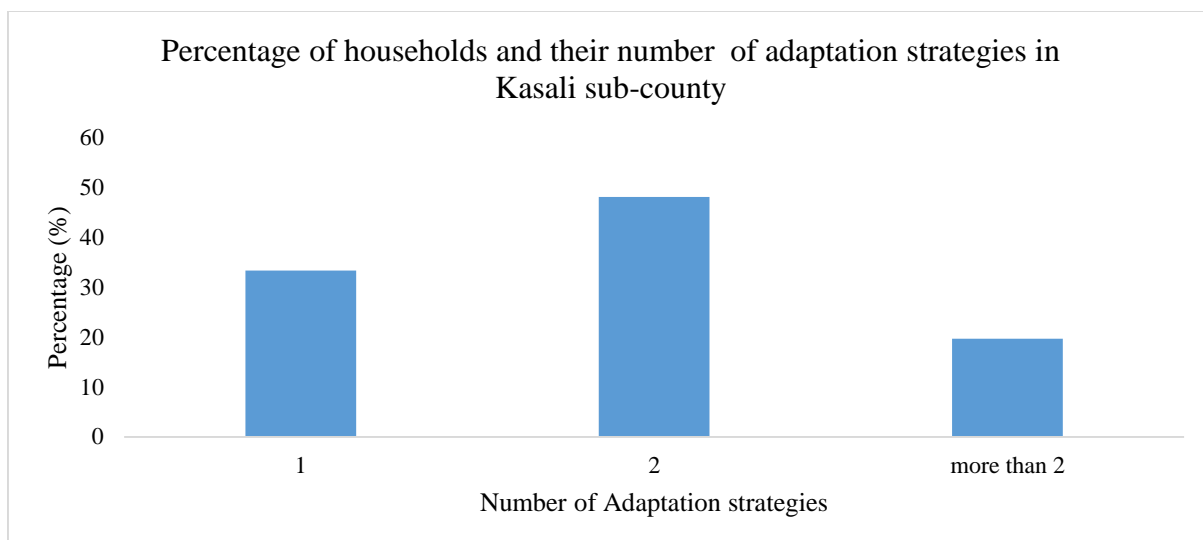 Percentage of households and their number of adaptation strategies in
Kasali sub-county
60
50
40
30
20
10
0
Percentage (%)
1
2
more than 2
Number of Adaptation strategies